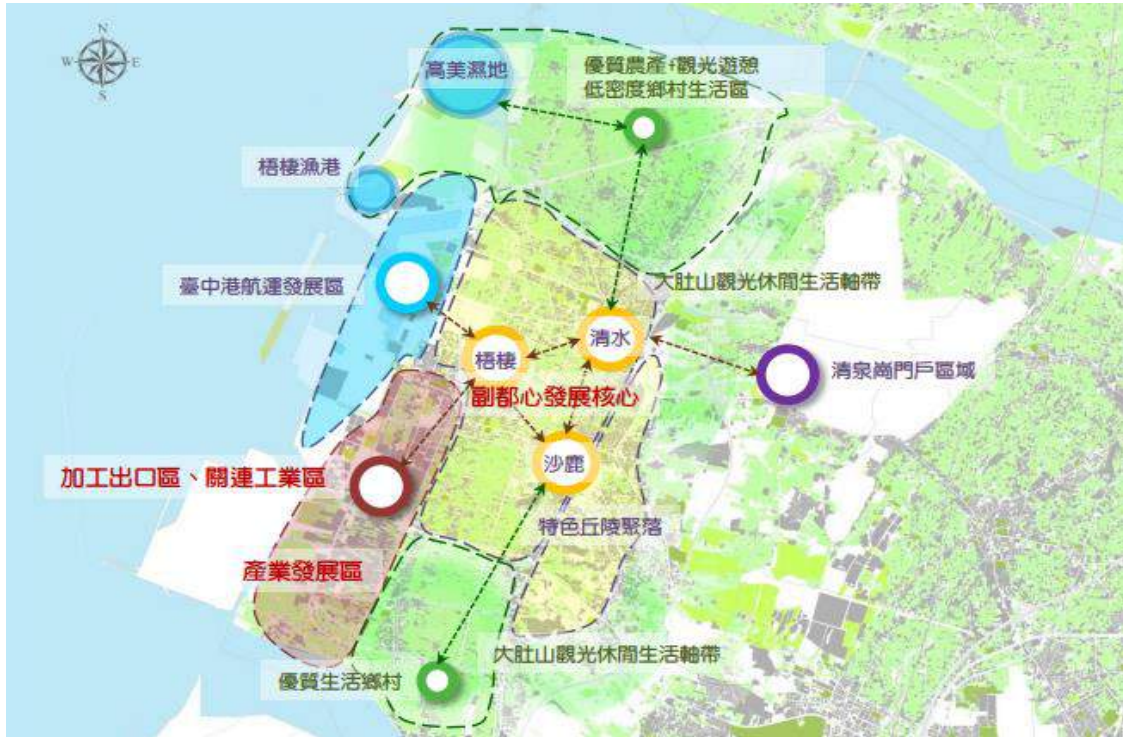 N
W E
S
高美濕地
優質農產+觀光遊憩
低密度鄉村生活區
梧棲漁港
臺中港航運發展區
大肚山觀光休閒生活軸帶
清水
梧棲
清泉崗門戶區域
副都心發展核心
沙鹿
加工出口區、關連工業區
特色丘陵聚落
產業發展區
大肚山觀光休閒生活軸帶
優質生活鄉村